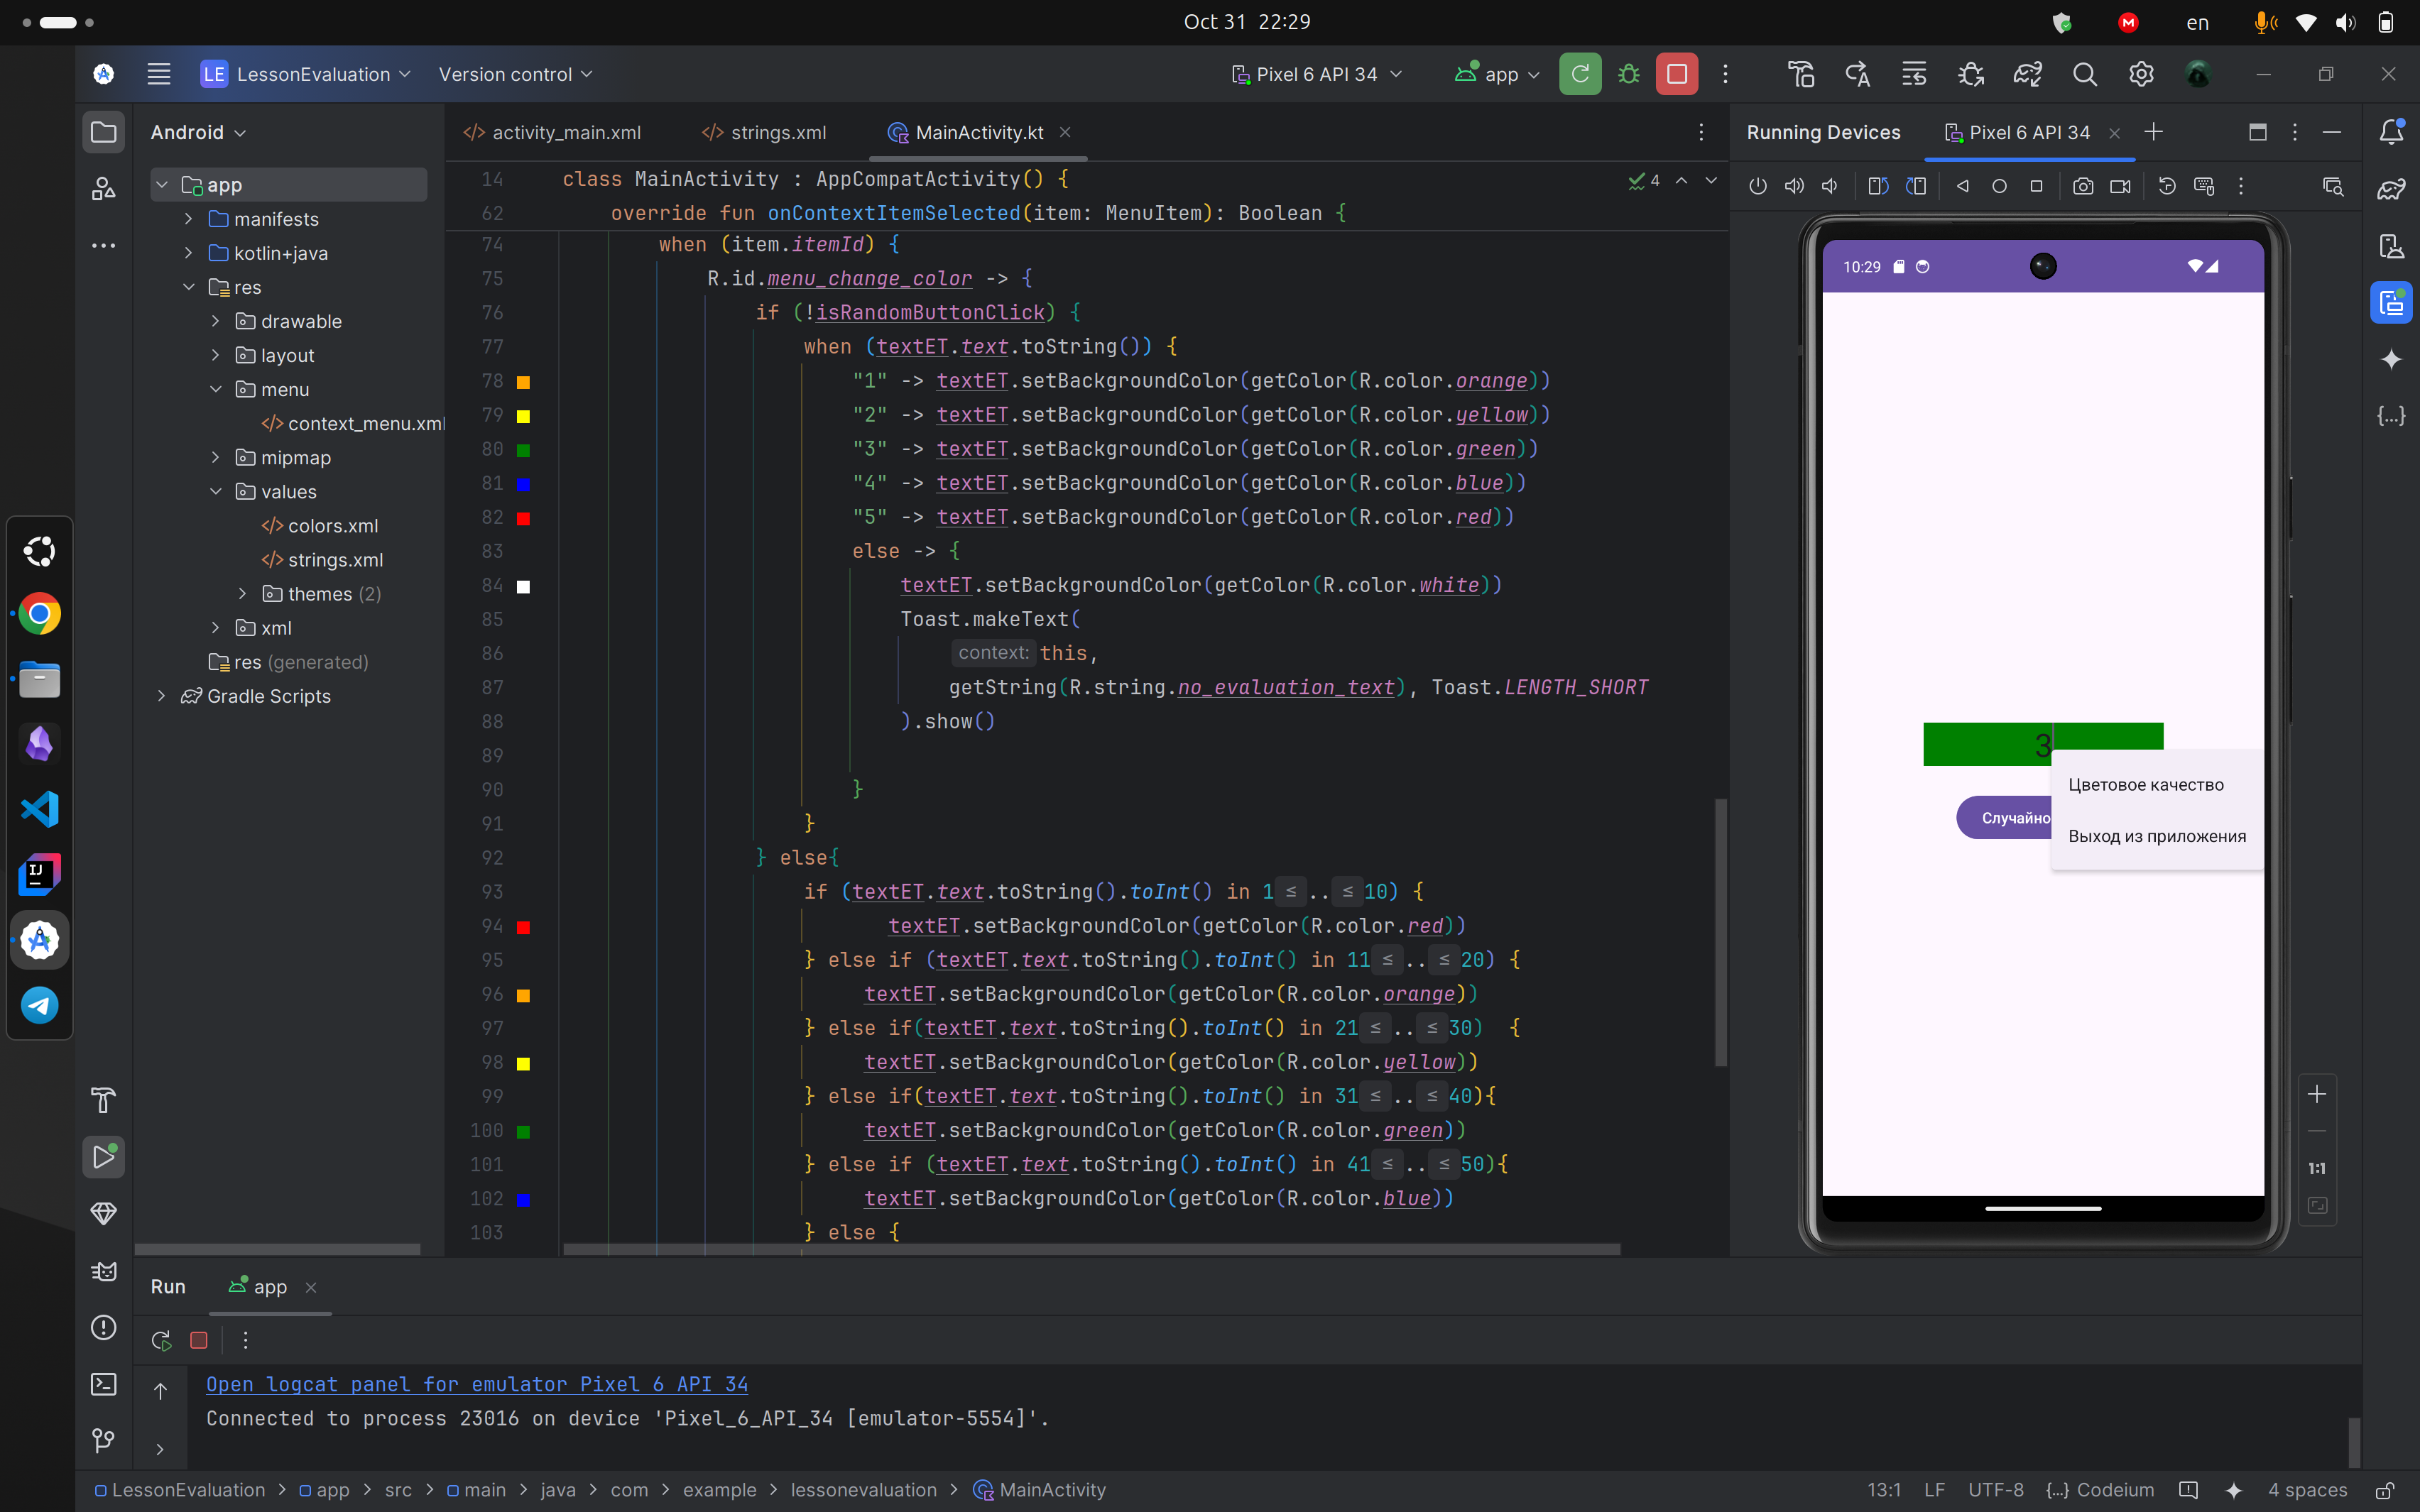 Oct 31 22:29
en
LE LessonEvaluation
Version control
Pixel 6 API 34
app
Android
activity_main.xml
strings.xml
MainActivity.kt
Running Devices
Pixel 6 API 34
app
manifests
kotlin+java
res
drawable
layout
menu
context_menu.xml
mipmap
values
colors.xml
strings.xml
themes (2)
xml
res (generated)
Gradle Scripts
4
14 class MainActivity : AppCompatActivity() {
62 override fun onContextItemSelected(item: MenuItem): Boolean {
74 when (item.itemId) {
75 R.id.menu_change_color -> {
76 if (!isRandomButtonClick) {
77 when (textET.text.toString()) {
78 "1" -> textET.setBackgroundColor(getColor(R.color.orange))
79 "2" -> textET.setBackgroundColor(getColor(R.color.yellow))
80 "3" -> textET.setBackgroundColor(getColor(R.color.green))
81 "4" -> textET.setBackgroundColor(getColor(R.color.blue))
82 "5" -> textET.setBackgroundColor(getColor(R.color.red))
83 else -> {
84 textET.setBackgroundColor(getColor(R.color.white))
85 Toast.makeText(
86 context: this,
87 getString(R.string.no_evaluation_text), Toast.LENGTH_SHORT
88 ).show()
89
90 }
91 }
92 } else{
93 if (textET.text.toString().toInt() in 1 ≤ .. ≤ 10) {
94 textET.setBackgroundColor(getColor(R.color.red))
95 } else if (textET.text.toString().toInt() in 11 ≤ .. ≤ 20) {
96 textET.setBackgroundColor(getColor(R.color.orange))
97 } else if(textET.text.toString().toInt() in 21 ≤ .. ≤ 30) {
98 textET.setBackgroundColor(getColor(R.color.yellow))
99 } else if(textET.text.toString().toInt() in 31 ≤ .. ≤ 40){
100 textET.setBackgroundColor(getColor(R.color.green))
101 } else if (textET.text.toString().toInt() in 41 ≤ .. ≤ 50){
102 textET.setBackgroundColor(getColor(R.color.blue))
103 } else {
10:29
3
Цветовое качество
Случайно
Выход из приложения
1:1
Run
app
Open logcat panel for emulator Pixel 6 API 34
Connected to process 23016 on device 'Pixel_6_API_34 [emulator-5554]'.
LessonEvaluation > app > src > main > java > com > example > lessonevaluation > MainActivity
13:1 LF UTF-8 {...} Codeium 4 spaces